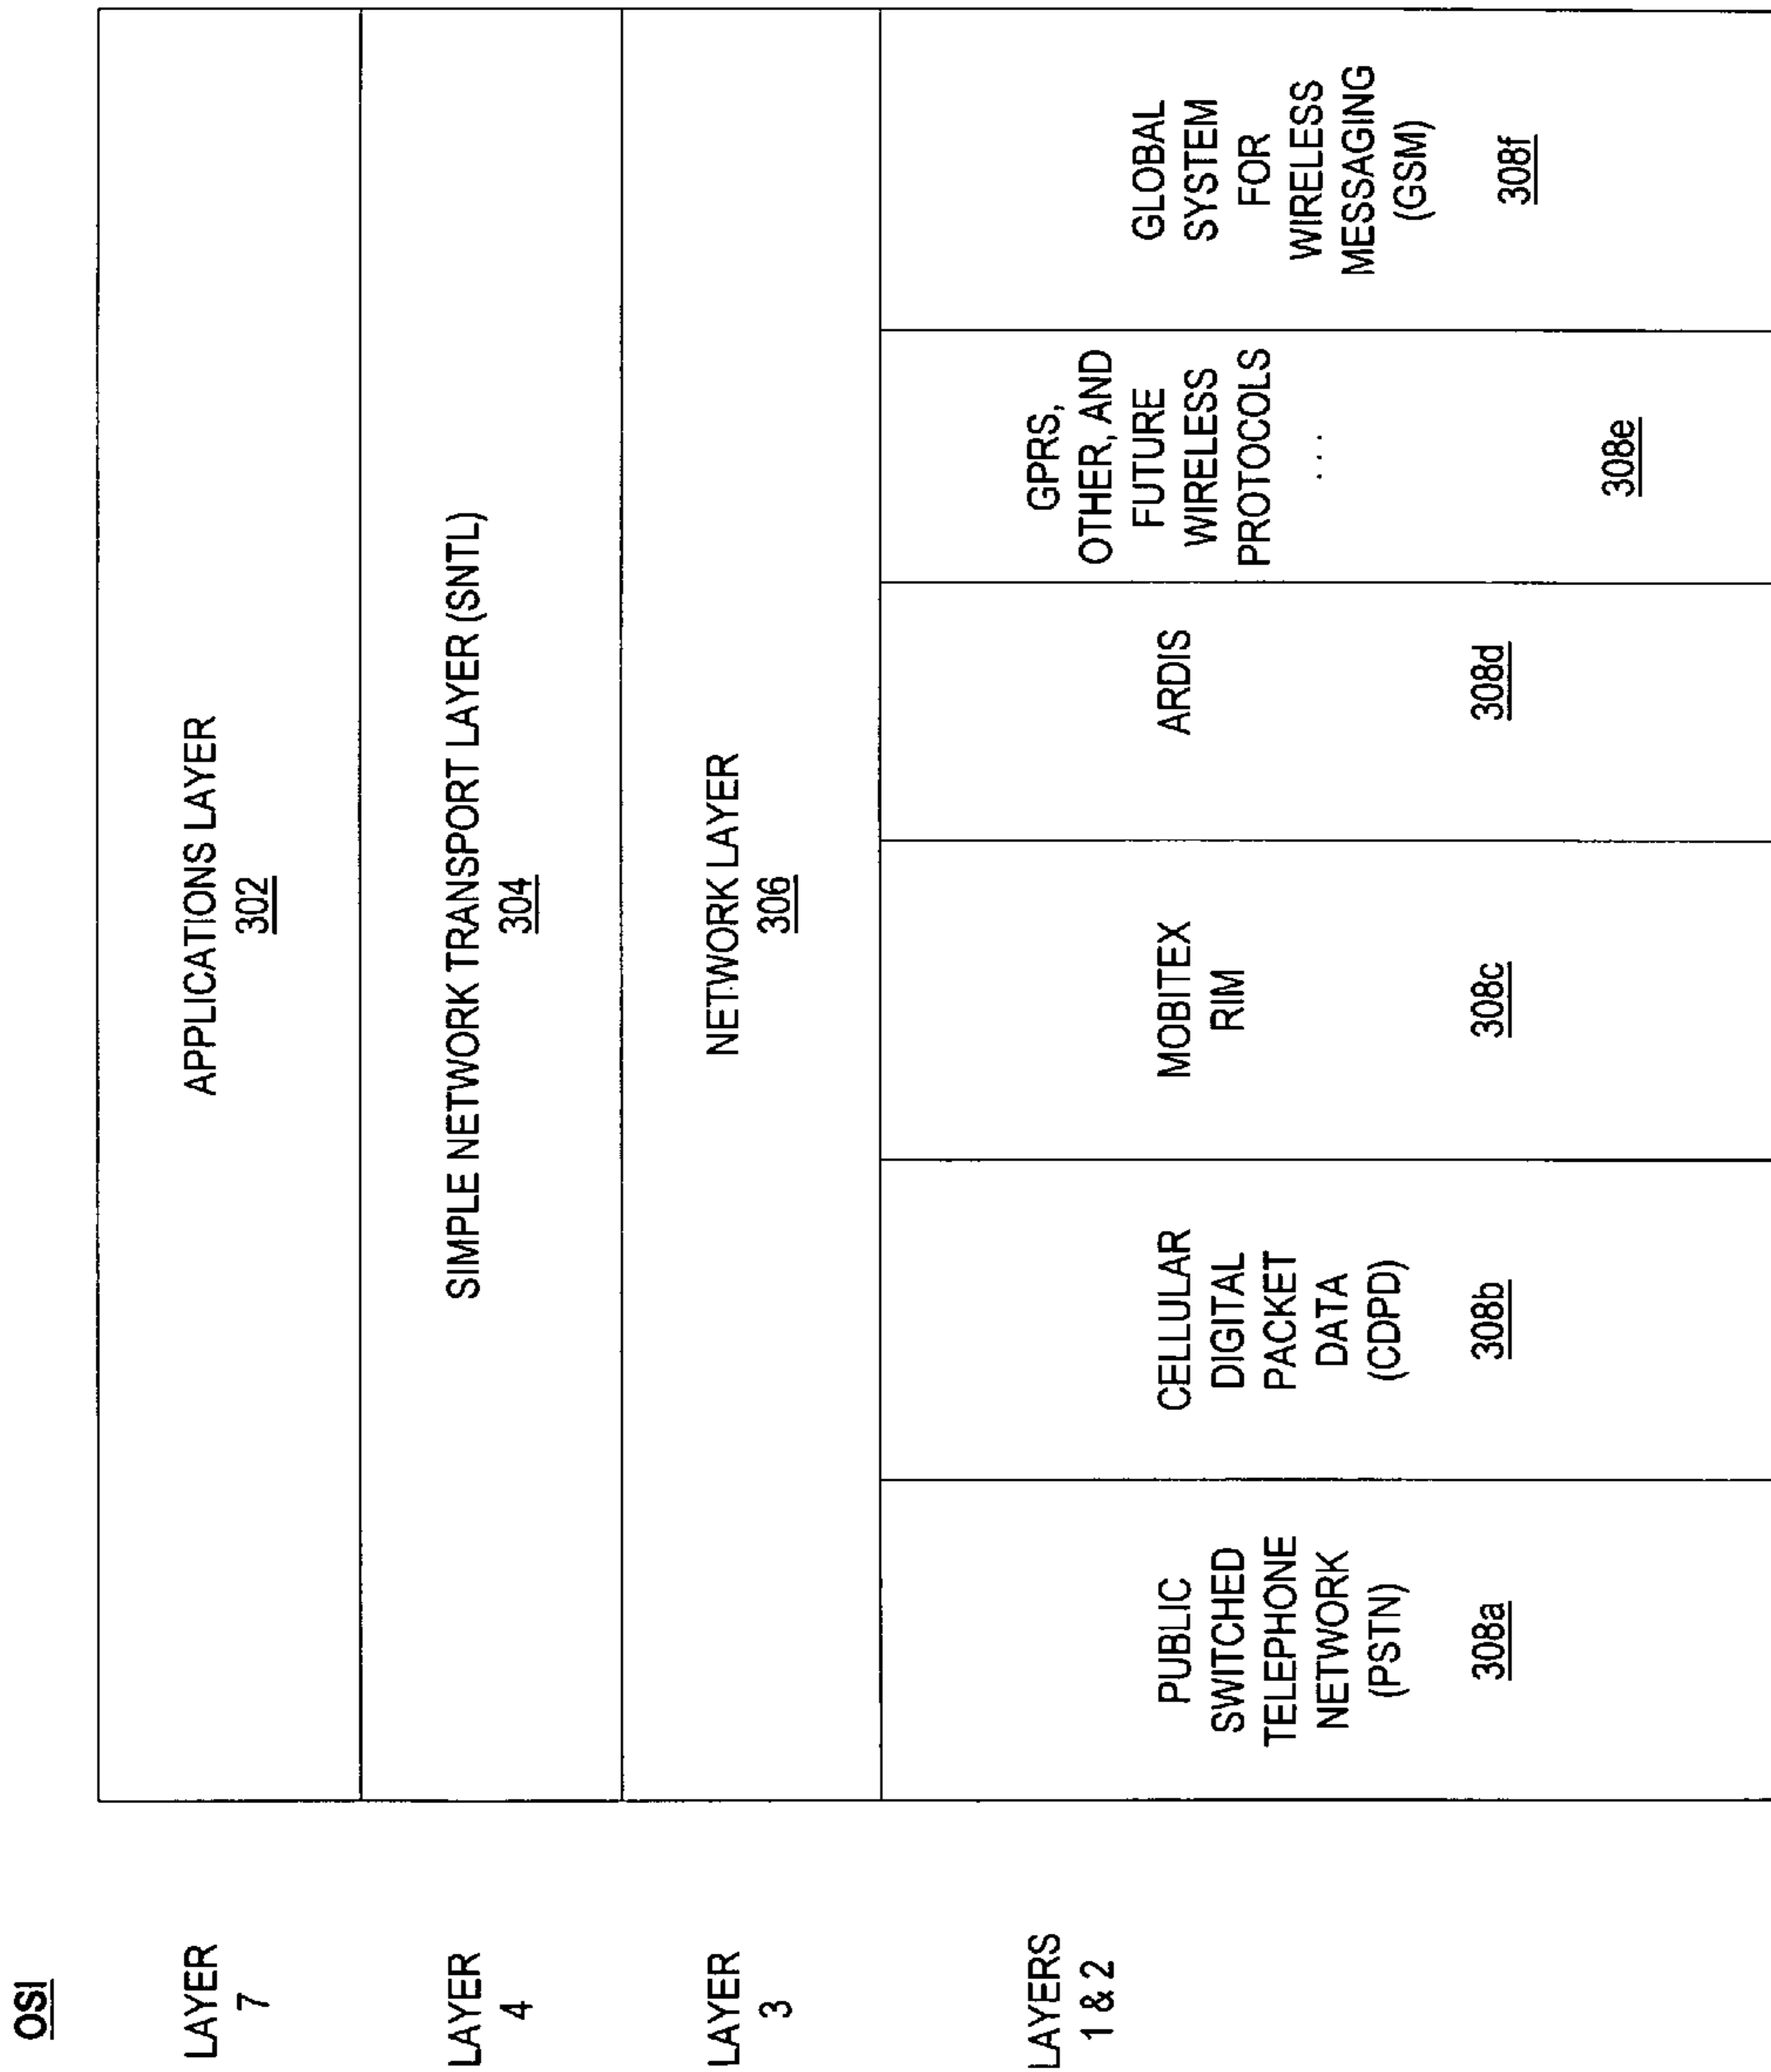 OSI
LAYER
7
APPLICATIONS LAYER
302
LAYER
4
SIMPLE NETWORK TRANSPORT LAYER (SNTL)
304
LAYER
3
NETWORK LAYER
306
LAYERS
1 & 2
PUBLIC
SWITCHED
TELEPHONE
NETWORK
(PSTN)
308a
CELLULAR
DIGITAL
PACKET
DATA
(CDPD)
308b
MOBITEX
RIM
308c
ARDIS
308d
GPRS,
OTHER, AND
FUTURE
WIRELESS
PROTOCOLS
. . .
308e
GLOBAL
SYSTEM
FOR
WIRELESS
MESSAGING
(GSM)
308f